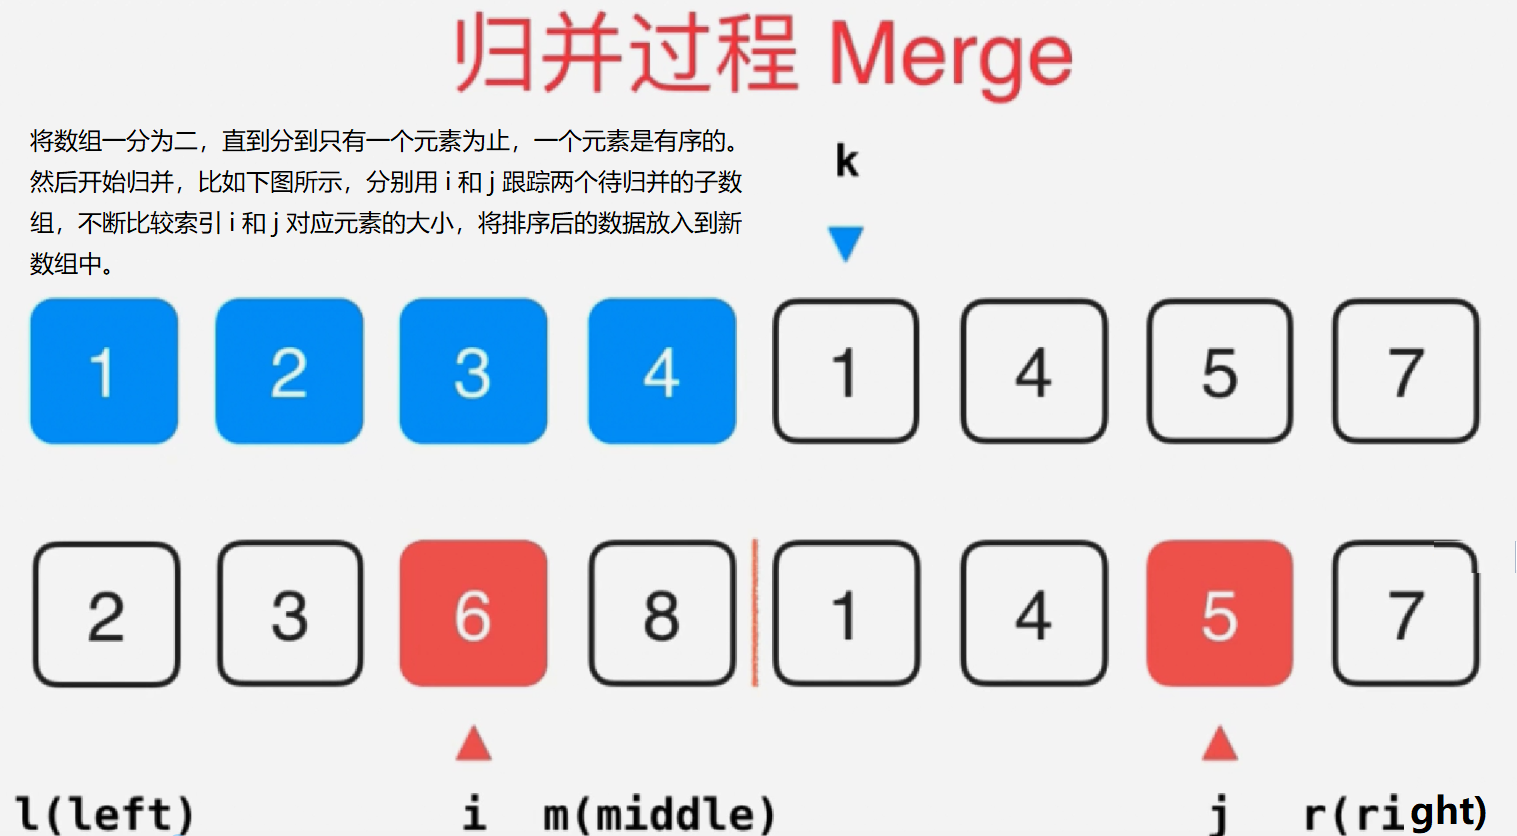 归并过程 Merge
将数组一分为二，直到分到只有一个元素为止，一个元素是有序的。
然后开始归并，比如下图所示，分别用 i 和 j 跟踪两个待归并的子数
组，不断比较索引 i 和 j 对应元素的大小，将排序后的数据放入到新
数组中。
k
1 2 3 4 1 4 5 7
2 3 6 8 1 4 5 7
l(left) i m(middle) j r(right)